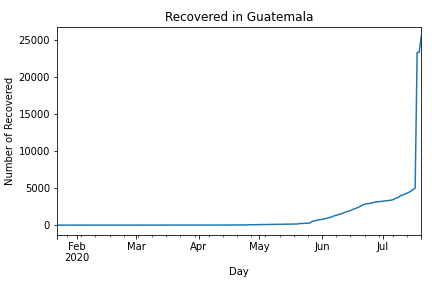 Recovered in Guatemala
Number of Recovered
25000
20000
15000
10000
5000
0
Feb
2020
Mar
Apr
May
Jun
Jul
Day